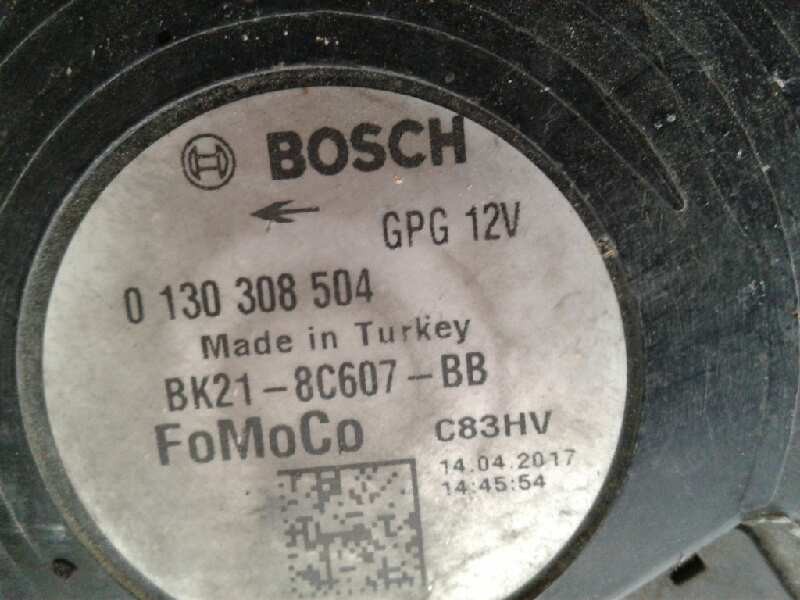 BOSCH
GPG 12V
0 130 308 504
Made in Turkey
BK21-8C607-BB
FoMoCo C83HV
14.04.2017
14:45:54